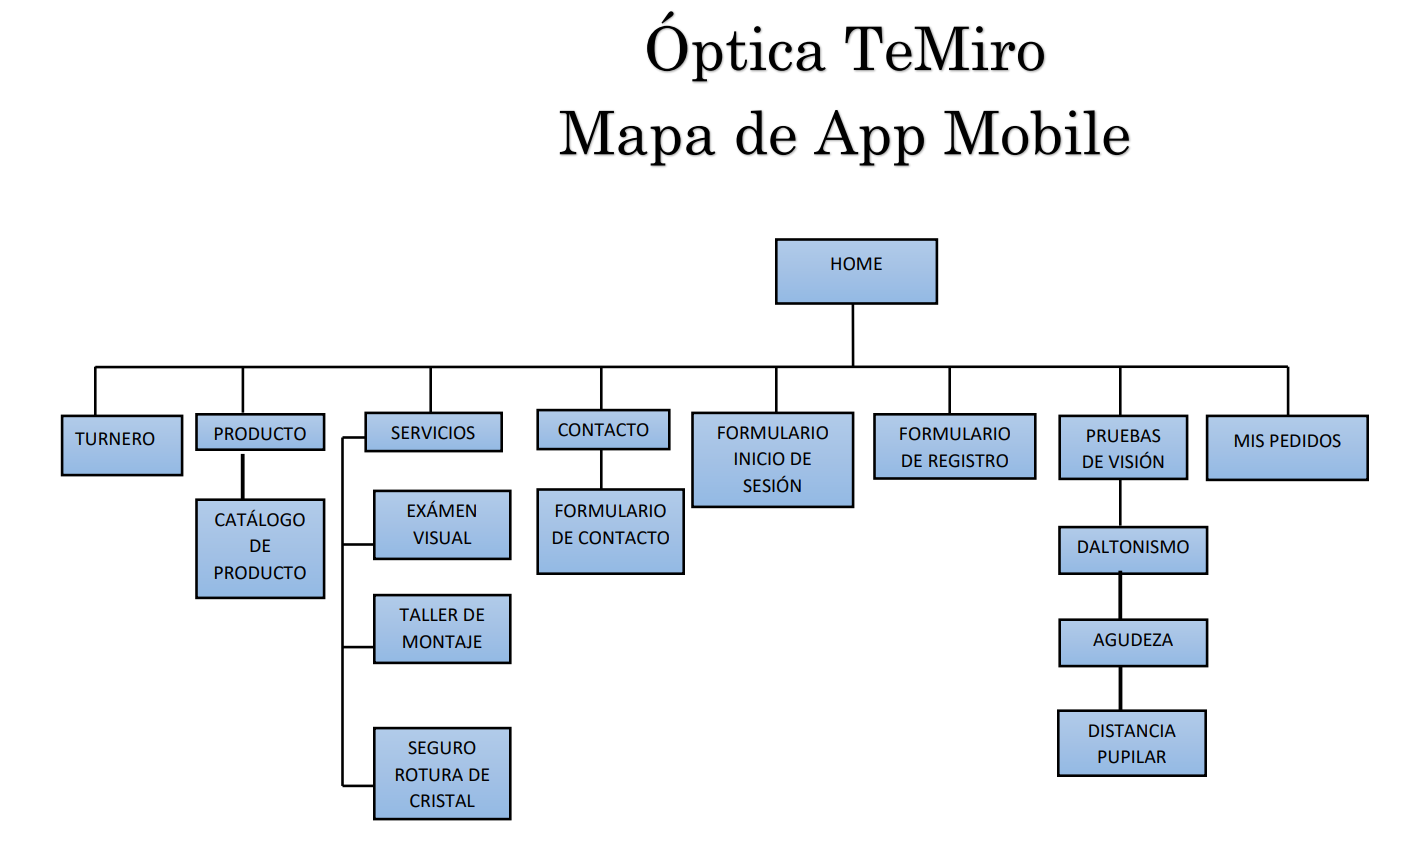 Óptica TeMiro
Mapa de App Mobile
HOME
TURNERO
PRODUCTO
CATÁLOGO
DE
PRODUCTO
SERVICIOS
EXÁMEN
VISUAL
TALLER DE
MONTAJE
SEGURO
ROTURA DE
CRISTAL
CONTACTO
FORMULARIO
DE CONTACTO
FORMULARIO
INICIO DE
SESIÓN
FORMULARIO
DE REGISTRO
PRUEBAS
DE VISIÓN
DALTONISMO
AGUDEZA
DISTANCIA
PUPILAR
MIS PEDIDOS